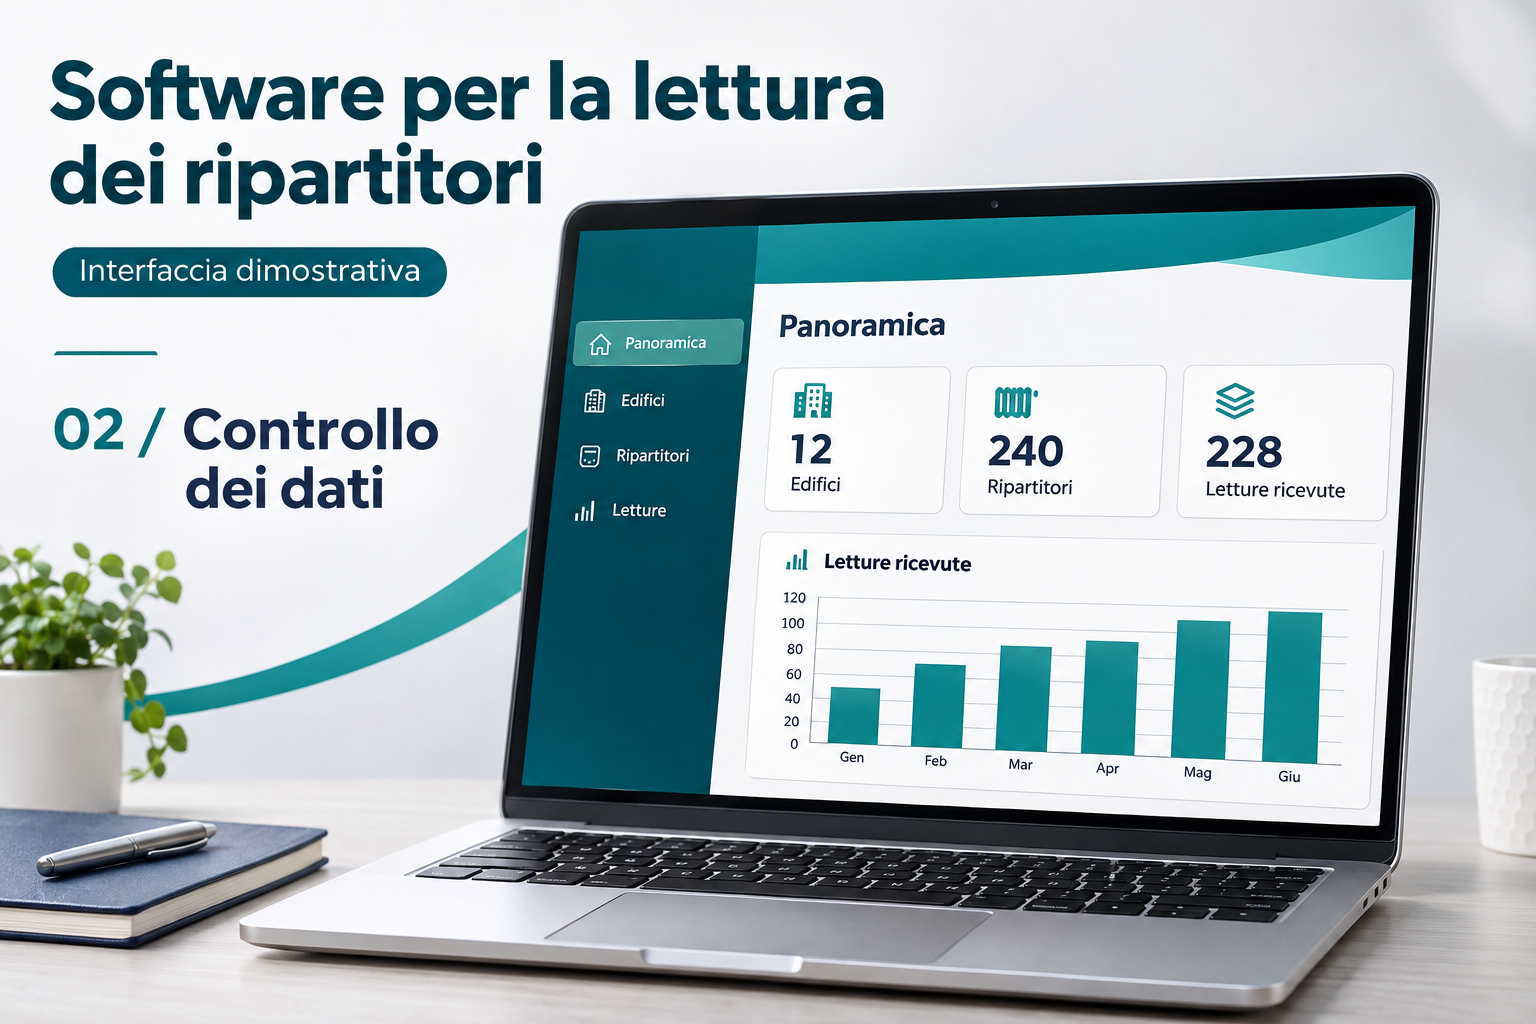 Software per la lettura
dei ripartitori
Interfaccia dimostrativa
02 / Controllo
dei dati
Panoramica
Edifici
Ripartitori
Letture
Panoramica
12
Edifici
240
Ripartitori
228
Letture ricevute
Letture ricevute
120
100
80
60
40
20
0
Gen
Feb
Mar
Apr
Mag
Giu